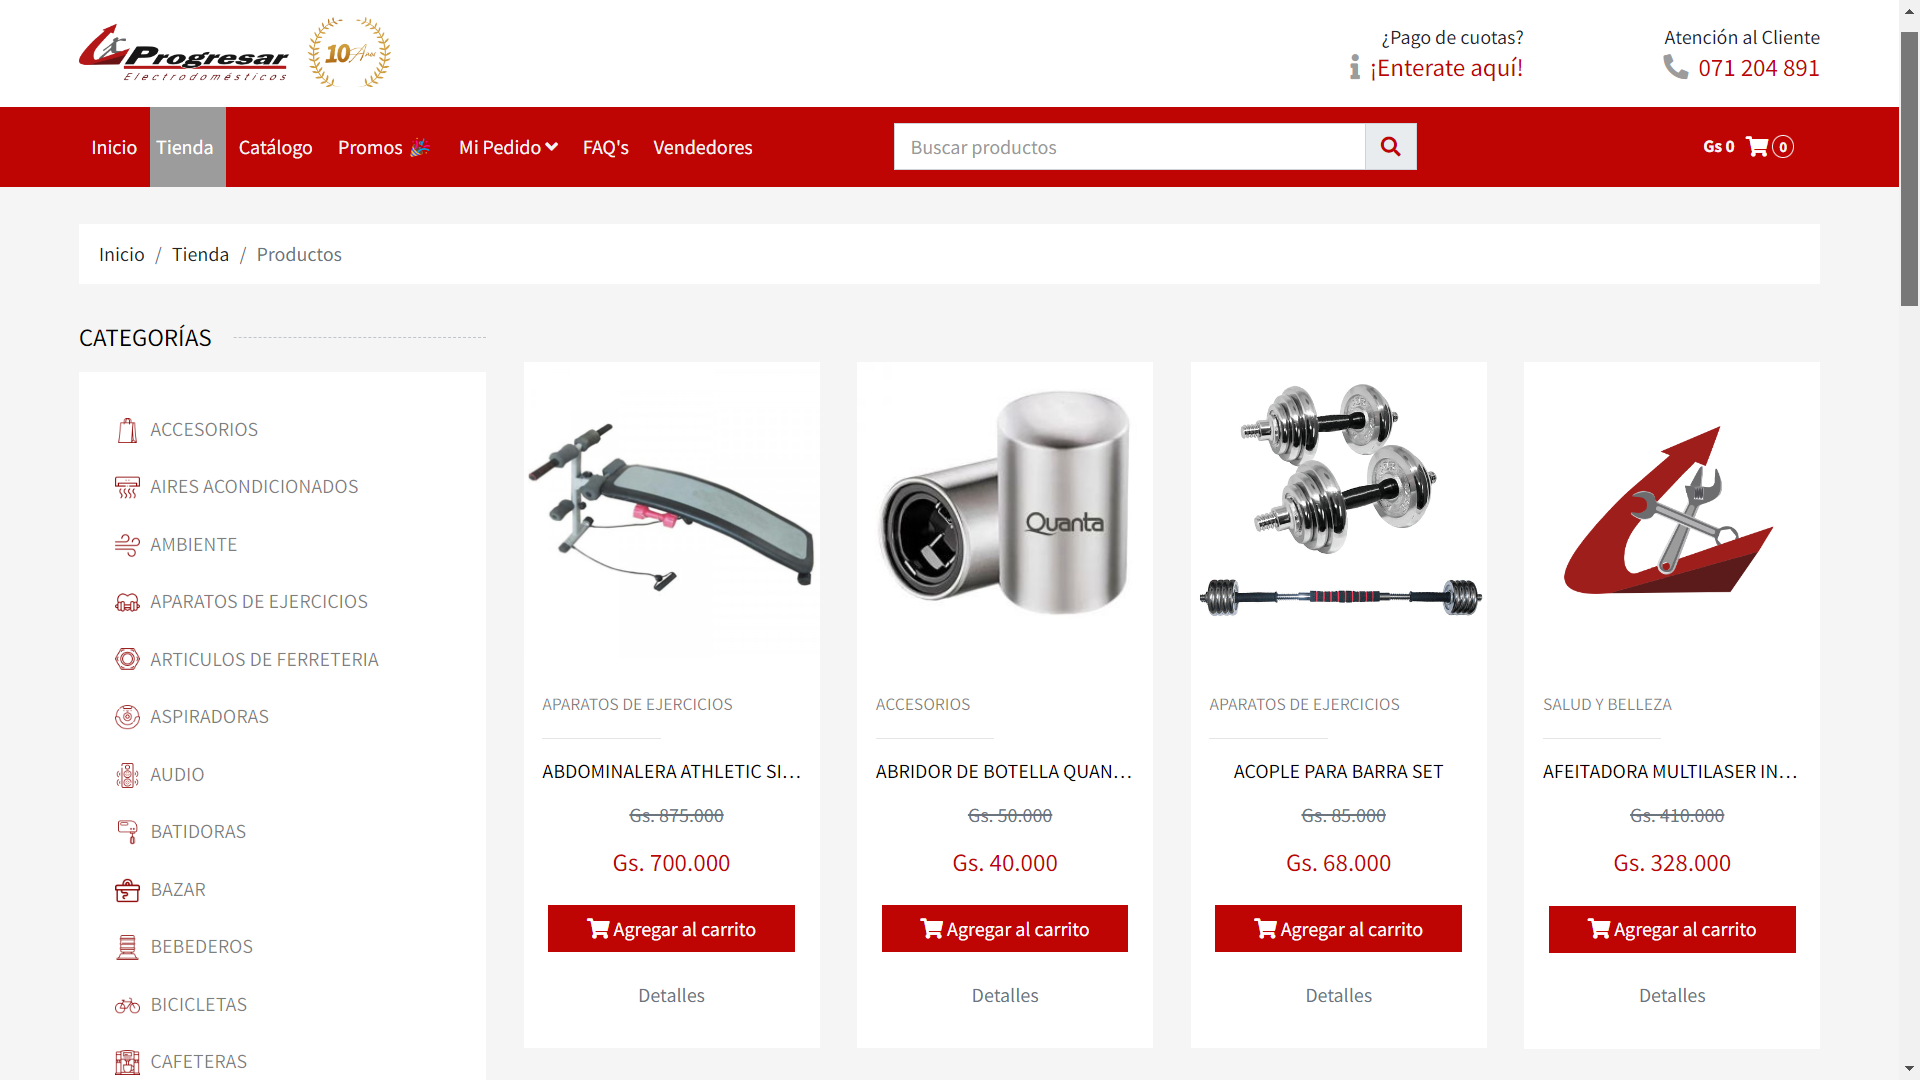 Progresar
Electrodomésticos
10 Años
¿Pago de cuotas?
¡Enterate aquí!
Atención al Cliente
071 204 891
Inicio
Tienda
Catálogo
Promos
Mi Pedido
FAQ's
Vendedores
Buscar productos
Gs 0
0
Inicio / Tienda / Productos
CATEGORÍAS
ACCESORIOS
AIRES ACONDICIONADOS
AMBIENTE
APARATOS DE EJERCICIOS
ARTICULOS DE FERRETERIA
ASPIRADORAS
AUDIO
BATIDORAS
BAZAR
BEBEDEROS
BICICLETAS
CAFETERAS
APARATOS DE EJERCICIOS
ABDOMINALERA ATHLETIC SI...
Gs. 875.000
Gs. 700.000
Agregar al carrito
Detalles
Quanta
ACCESORIOS
ABRIDOR DE BOTELLA QUAN...
Gs. 50.000
Gs. 40.000
Agregar al carrito
Detalles
APARATOS DE EJERCICIOS
ACOPLE PARA BARRA SET
Gs. 85.000
Gs. 68.000
Agregar al carrito
Detalles
SALUD Y BELLEZA
AFEITADORA MULTILASER IN...
Gs. 410.000
Gs. 328.000
Agregar al carrito
Detalles